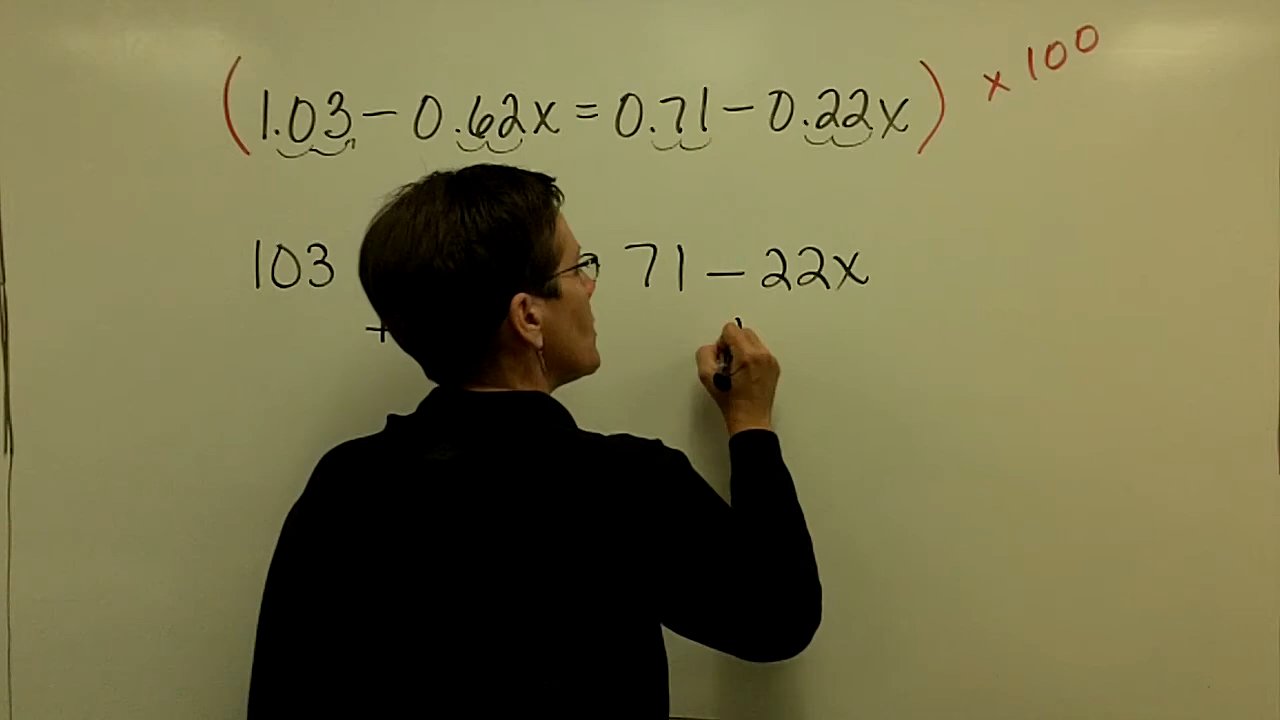 (1.03 - 0.62x = 0.71 - 0.22x) x 100
103 = 71 - 22x
+